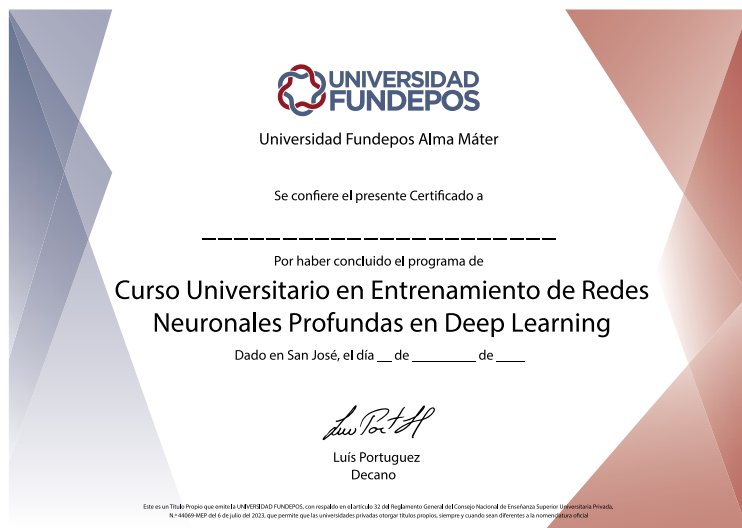 UNIVERSIDAD
FUNDEPOS
Universidad Fundepos Alma Máter
Se confiere el presente Certificado a
Por haber concluido el programa de
Curso Universitario en Entrenamiento de Redes
Neuronales Profundas en Deep Learning
Dado en San José, el día __ de ________ de ____
Luís Portuguez
Decano
Este es un Título Propio que emite la UNIVERSIDAD FUNDEPOS, con respaldo en el artículo 32 del Reglamento General del Consejo Nacional de Enseñanza Superior Universitaria Privada,
N.º 44069-MEP del 6 de julio del 2023, que permite que las universidades privadas otorgar títulos propios, siempre y cuando sean diferentes a la nomenclatura oficial